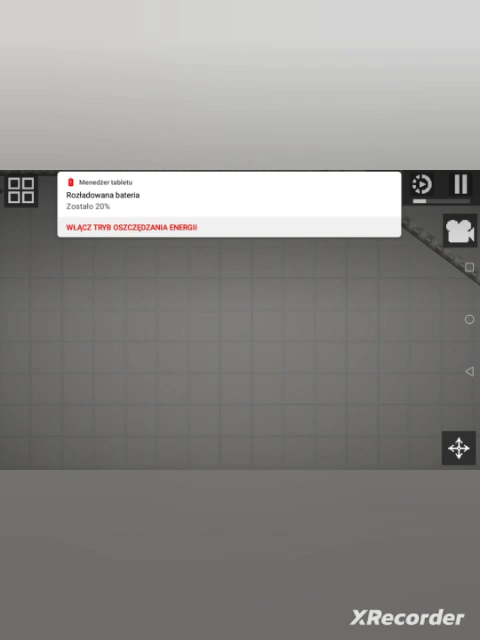 Menedżer tabletu
Rozładowana bateria
Zostało 20%
WŁĄCZ TRYB OSZCZĘDZANIA ENERGII
XRecorder